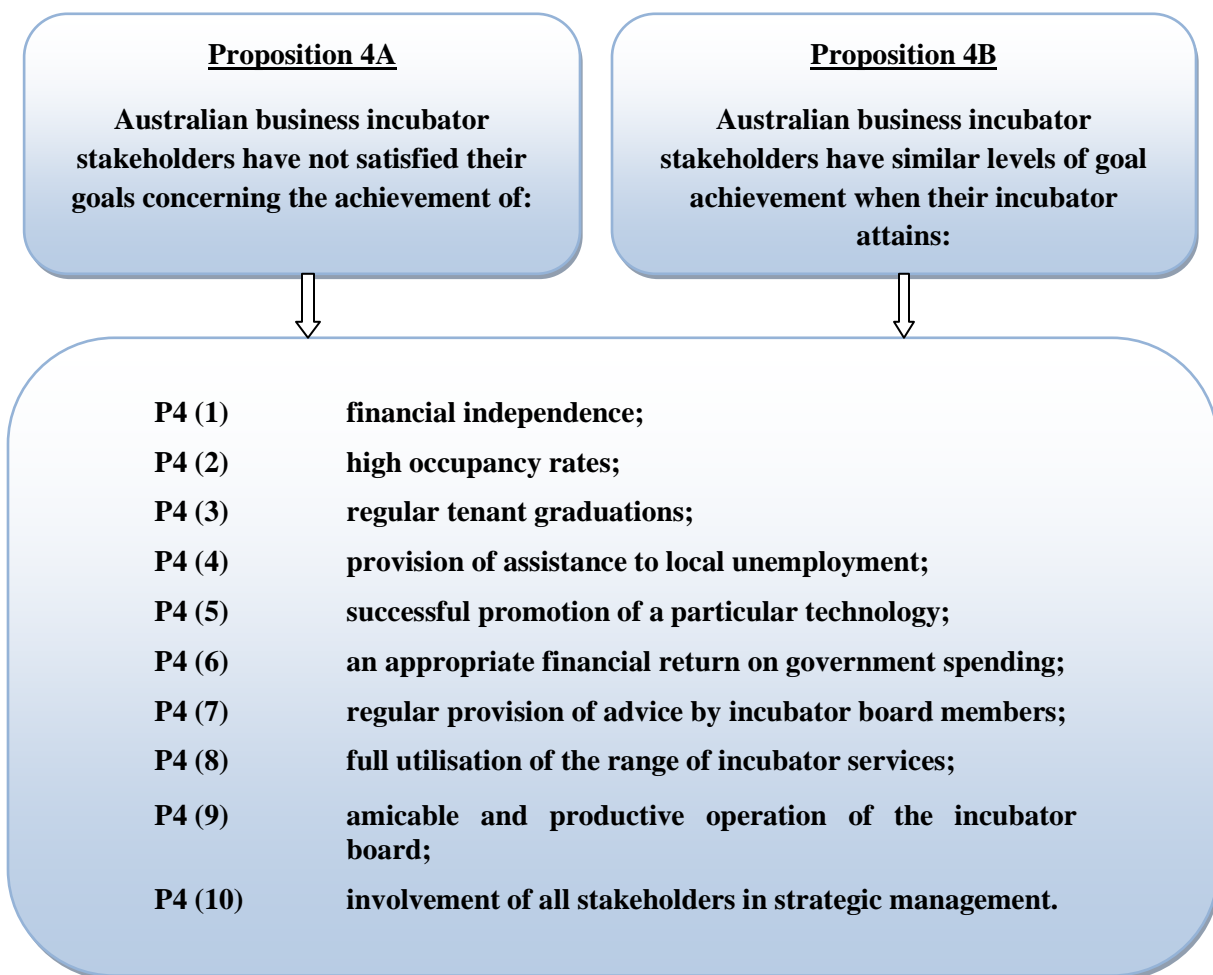 Proposition 4A
Australian business incubator
stakeholders have not satisfied their
goals concerning the achievement of:
Proposition 4B
Australian business incubator
stakeholders have similar levels of goal
achievement when their incubator
attains:
P4 (1) financial independence;
P4 (2) high occupancy rates;
P4 (3) regular tenant graduations;
P4 (4) provision of assistance to local unemployment;
P4 (5) successful promotion of a particular technology;
P4 (6) an appropriate financial return on government spending;
P4 (7) regular provision of advice by incubator board members;
P4 (8) full utilisation of the range of incubator services;
P4 (9) amicable and productive operation of the incubator
board;
P4 (10) involvement of all stakeholders in strategic management.